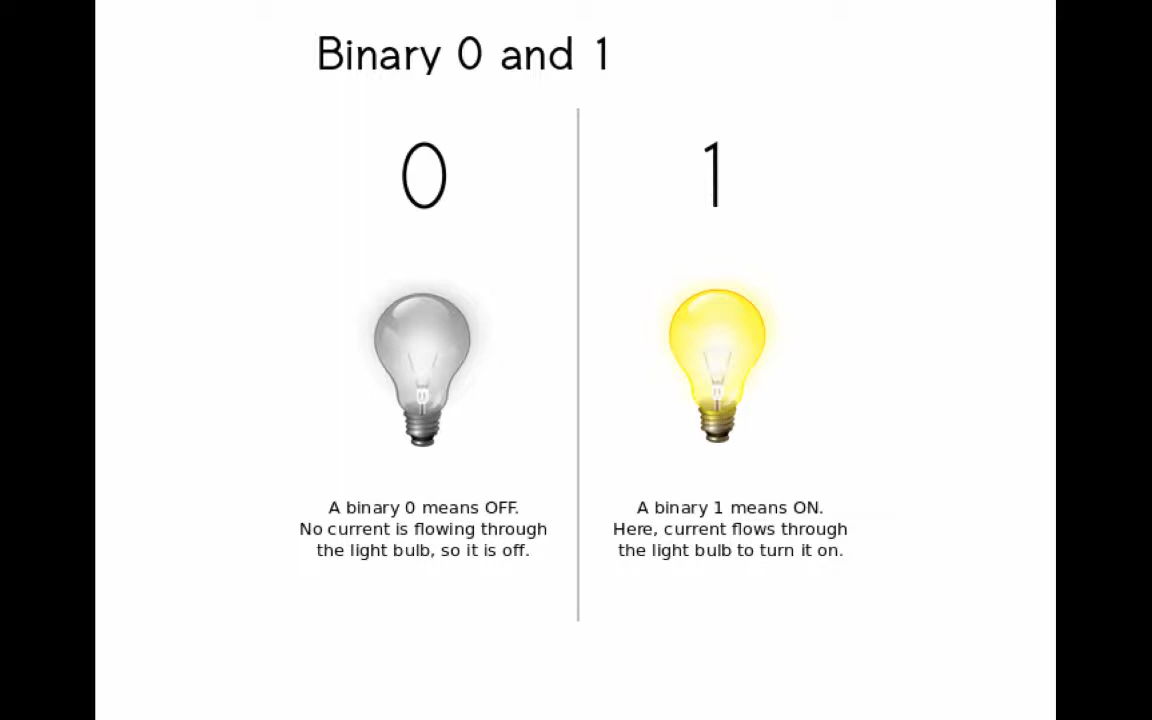 Binary 0 and 1
0
1
A binary 0 means OFF.
No current is flowing through
the light bulb, so it is off.
A binary 1 means ON.
Here, current flows through
the light bulb to turn it on.